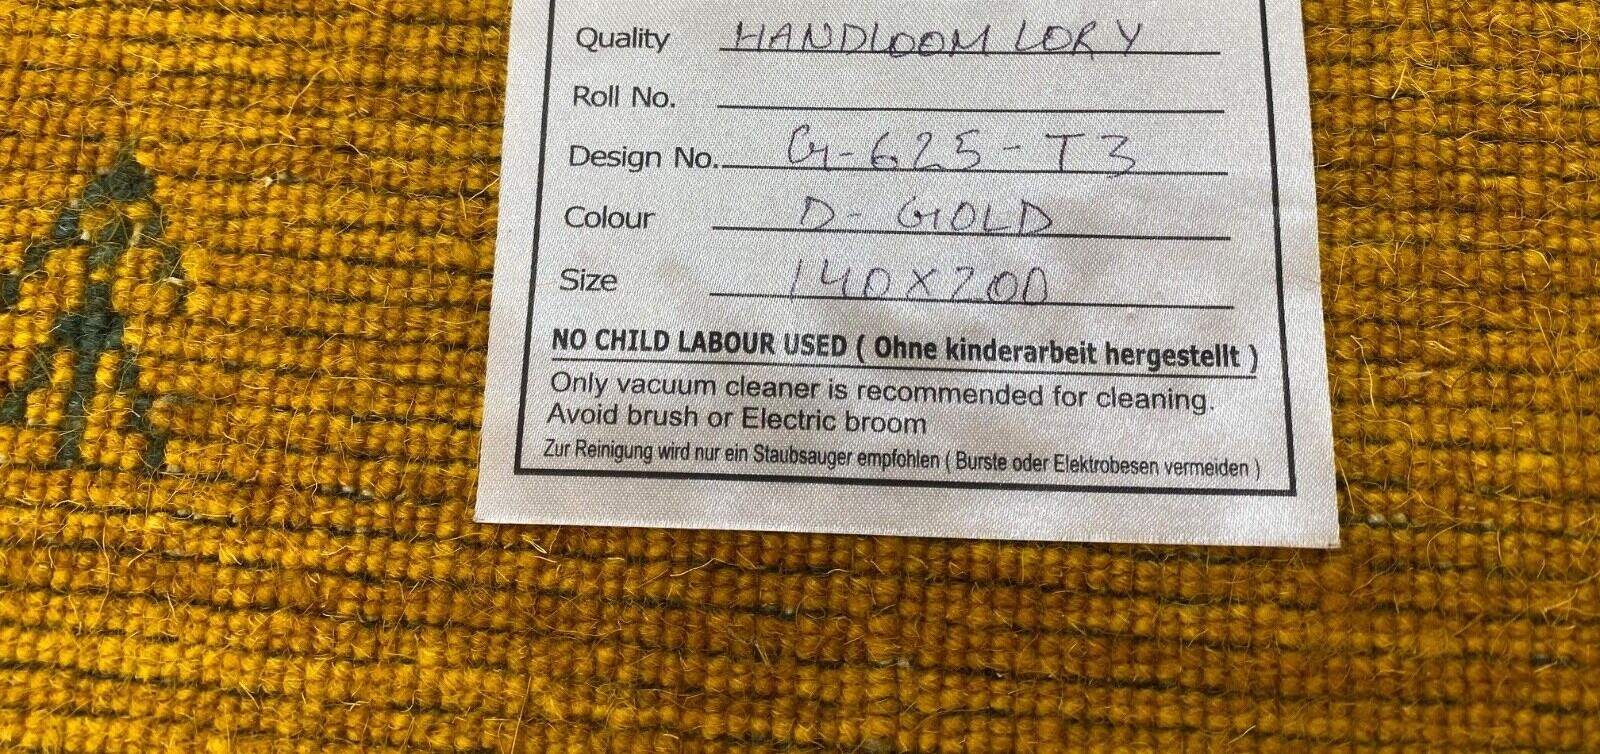 Quality HANDLOOM LORY
Roll No.
Design No. G-625-T3
Colour D-GOLD
Size 140X200
NO CHILD LABOUR USED ( Ohne kinderarbeit hergestellt )
Only vacuum cleaner is recommended for cleaning.
Avoid brush or Electric broom
Zur Reinigung wird nur ein Staubsauger empfohlen ( Burste oder Elektrobesen vermeiden )